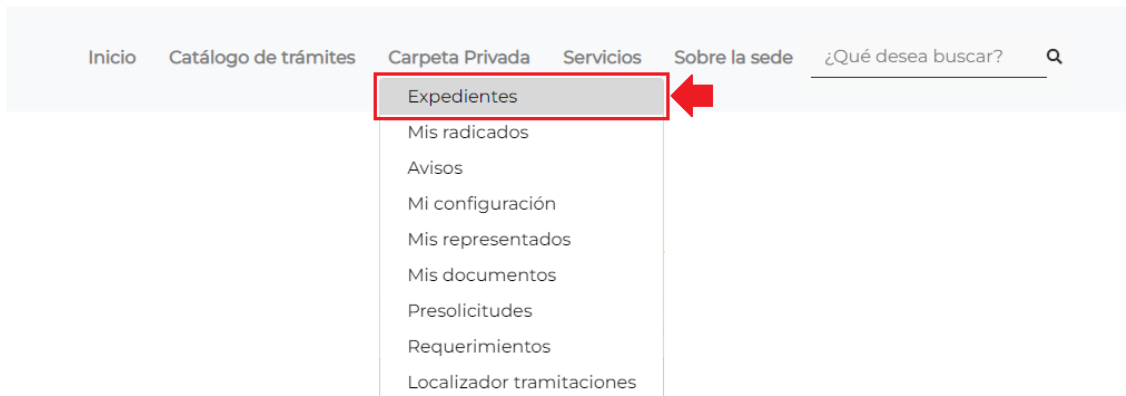 Inicio Catálogo de trámites Carpeta Privada Servicios Sobre la sede ¿Qué desea buscar?
Expedientes
Mis radicados
Avisos
Mi configuración
Mis representados
Mis documentos
Presolicitudes
Requerimientos
Localizador tramitaciones